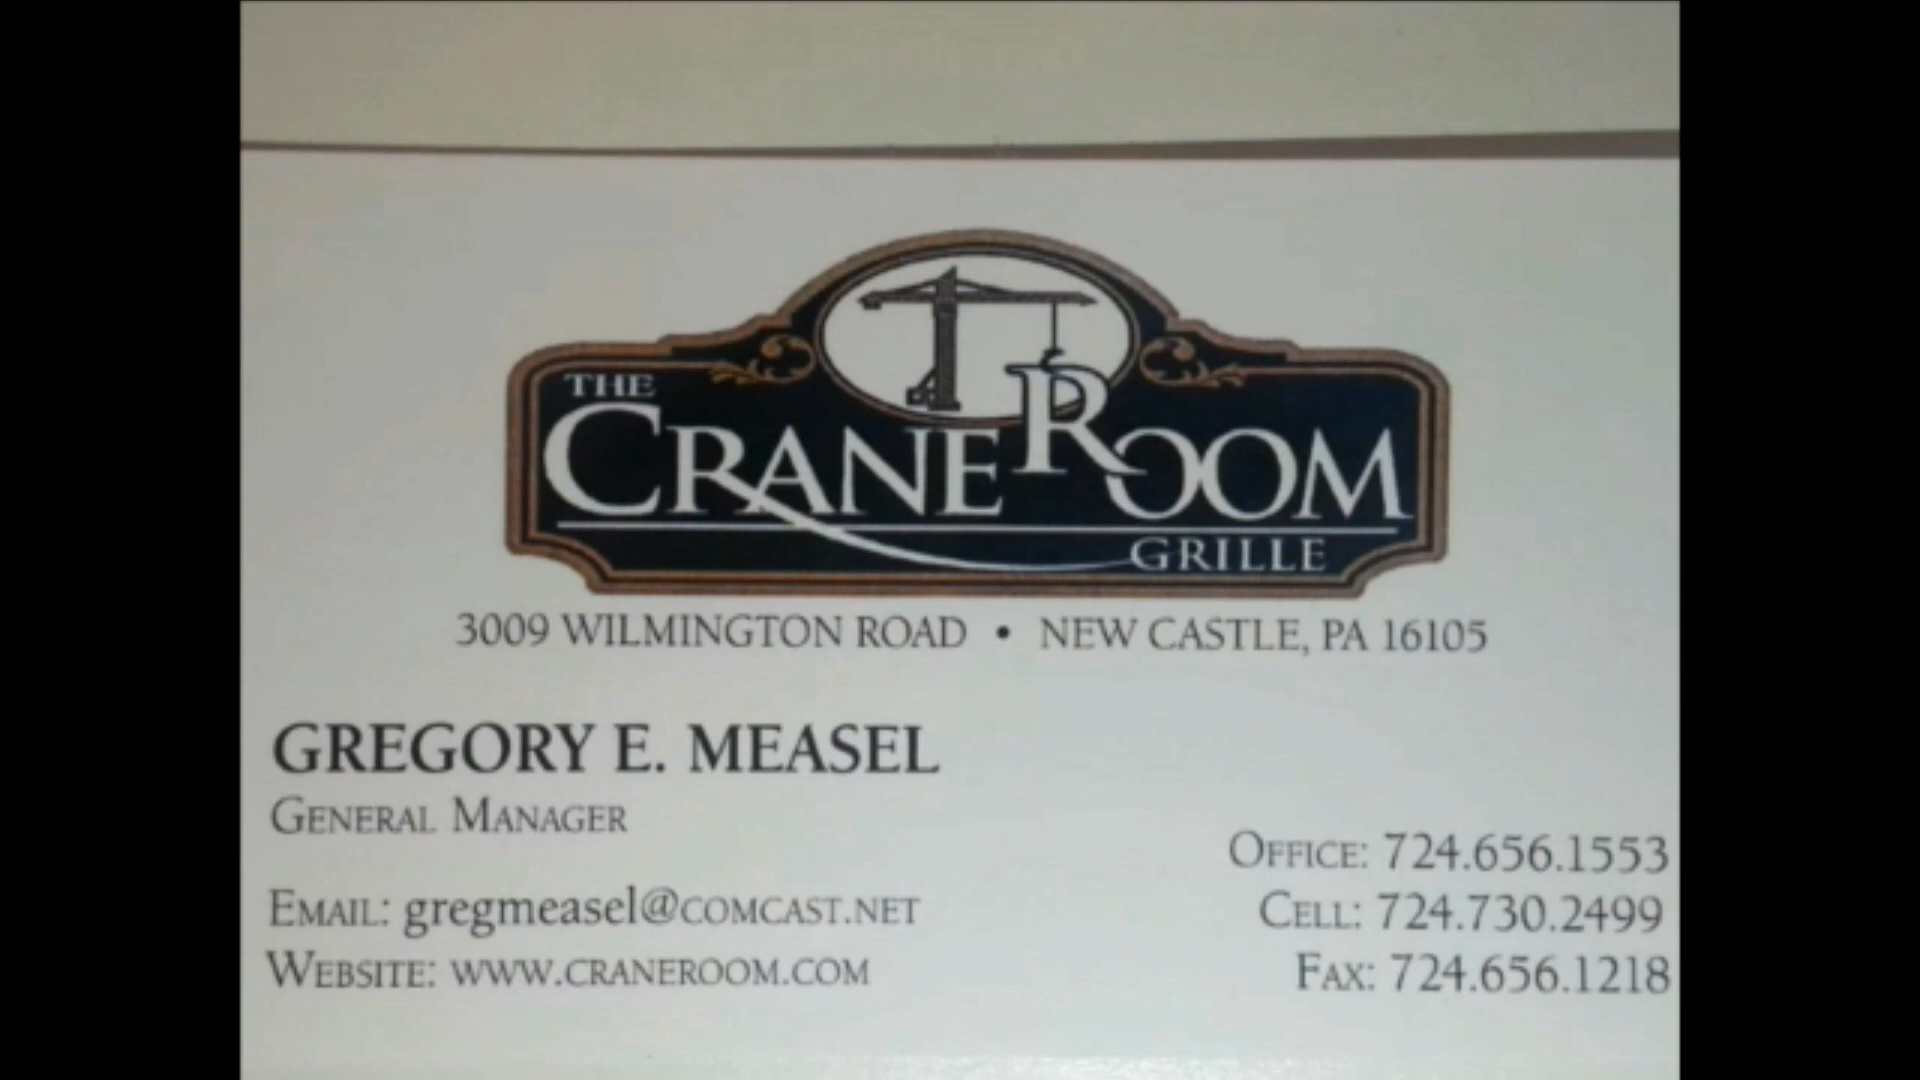 THE
CRANE ROOM
GRILLE
3009 WILMINGTON ROAD • NEW CASTLE, PA 16105
GREGORY E. MEASEL
GENERAL MANAGER
EMAIL: gregmeasel@COMCAST.NET
WEBSITE: WWW.CRANEROOM.COM
OFFICE: 724.656.1553
CELL: 724.730.2499
FAX: 724.656.1218